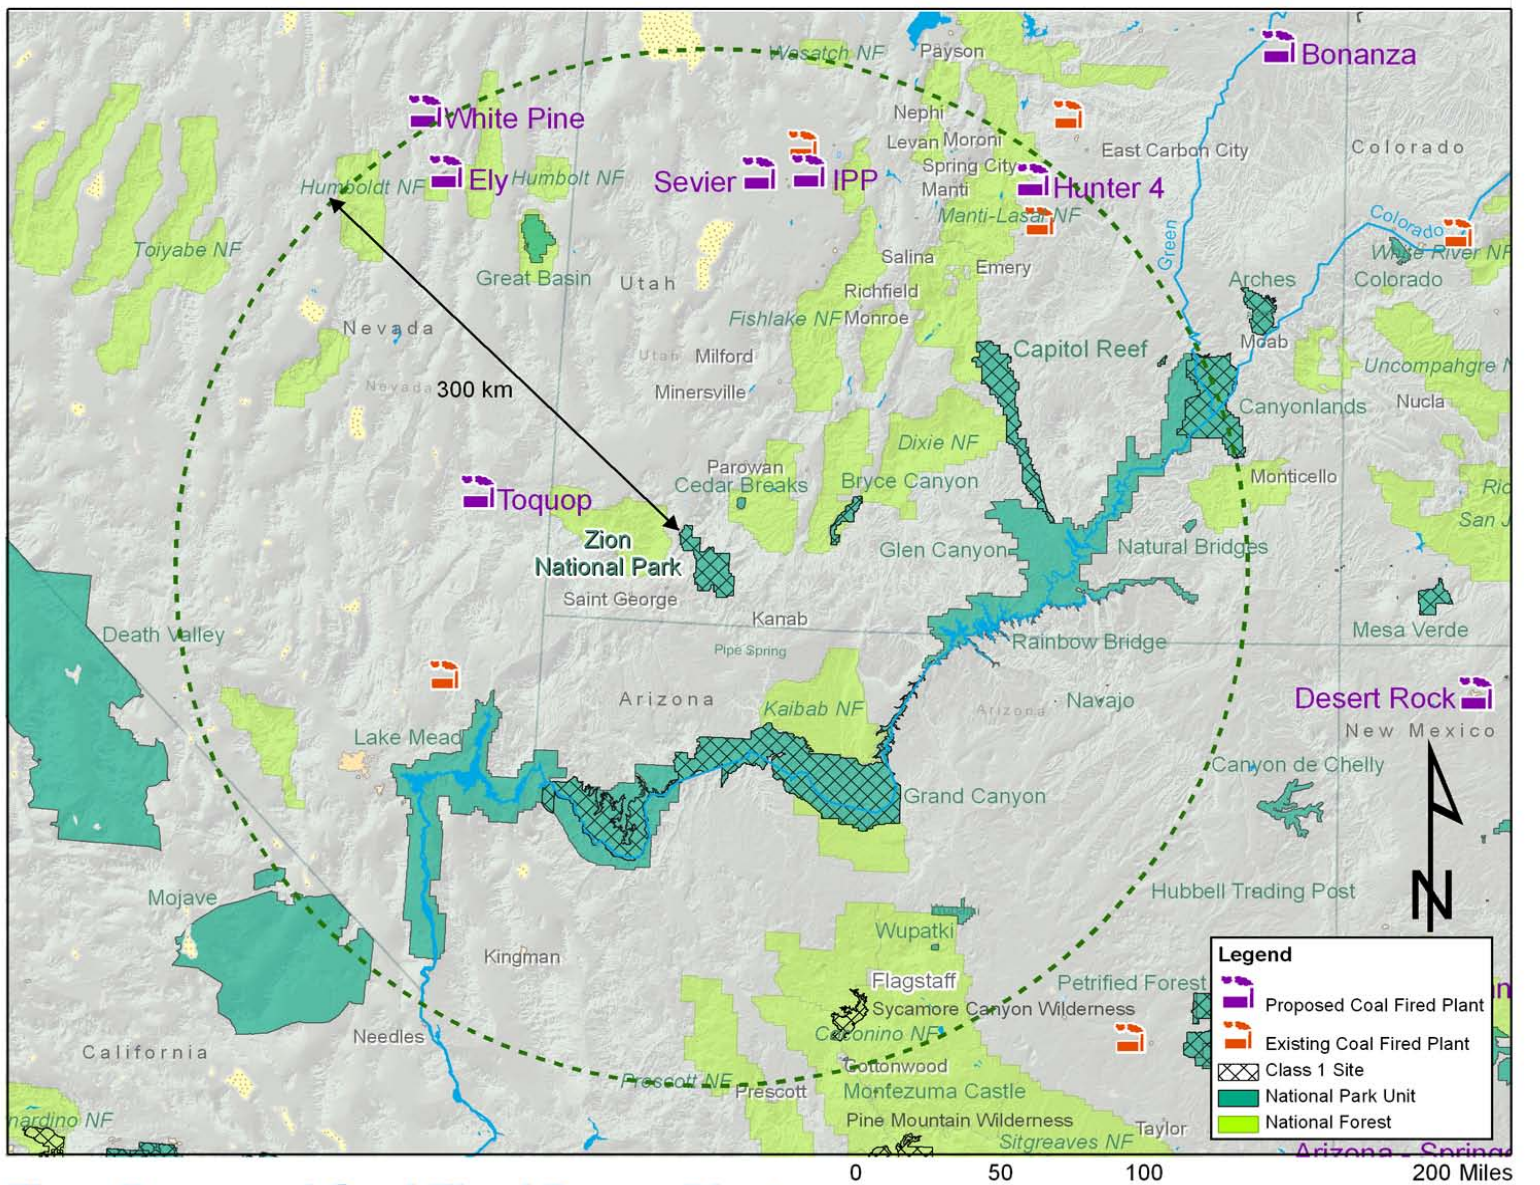 Wasatch NF
Payson
Bonanza
White Pine
Nephi
Levan
Moroni
East Carbon City
Colorado
Humboldt NF
Ely
Humbolt NF
Sevier
IPP
Spring City
Manti
Hunter 4
Manti-Lasal NF
Colorado
Green
Toiyabe NF
Great Basin
Utah
Salina
Emery
White River NF
Arches
Colorado
Richfield
Nevada
Fishlake NF
Monroe
Moab
Utah
Milford
Capitol Reef
Uncompahgre N
Nevada
300 km
Minersville
Canyonlands
Nucla
Dixie NF
Parowan
Cedar Breaks
Bryce Canyon
Monticello
Rio
Toquop
San J
Zion
National Park
Glen Canyon
Natural Bridges
Saint George
Kanab
Death Valley
Pipe Spring
Rainbow Bridge
Mesa Verde
Arizona
Kaibab NF
Arizona
Navajo
Desert Rock
New Mexico
Lake Mead
Canyon de Chelly
Grand Canyon
Mojave
Hubbell Trading Post
Wupatki
N
Kingman
Flagstaff
Petrified Forest
Sycamore Canyon Wilderness
Needles
Coconino NF
California
Cottonwood
Prescott NF
Prescott
Montezuma Castle
nardino NF
Pine Mountain Wilderness
Taylor
Sitgreaves NF
Legend
Proposed Coal Fired Plant
Existing Coal Fired Plant
Class 1 Site
National Park Unit
National Forest
Arizona - Springe
0 50 100 200 Miles